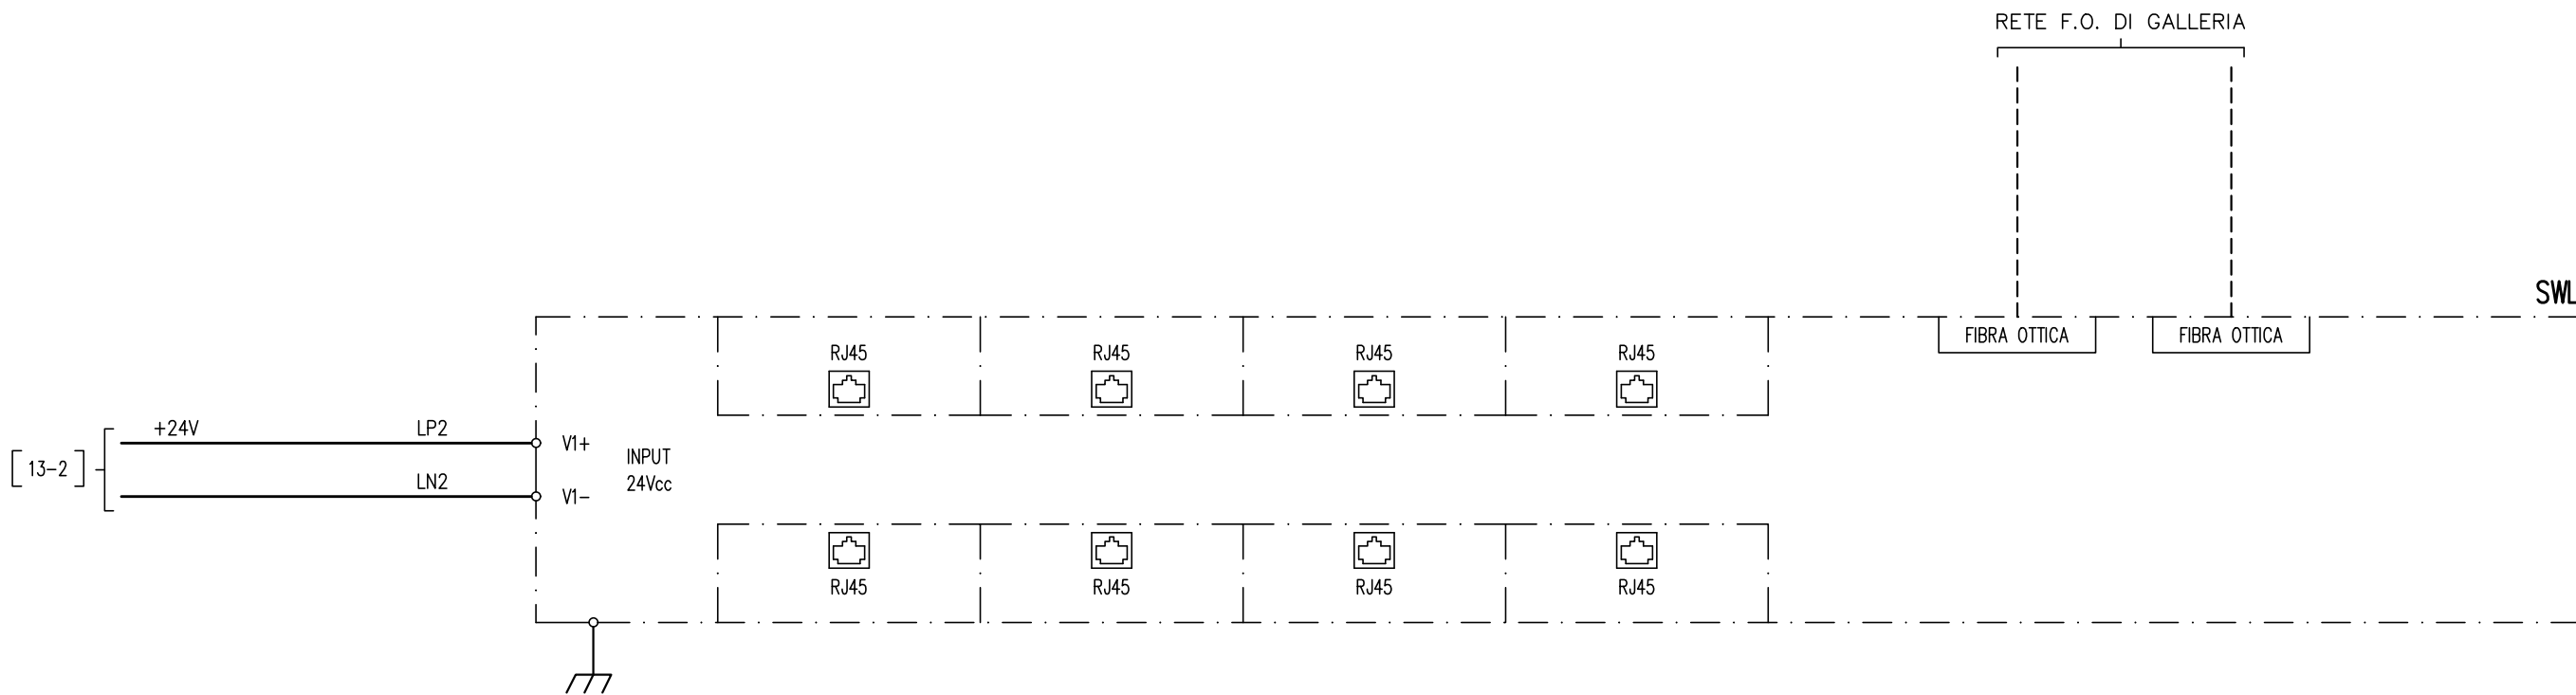 RETE F.O. DI GALLERIA
SWL
FIBRA OTTICA FIBRA OTTICA
RJ45 RJ45 RJ45 RJ45
+24V LP2
V1+
INPUT
24Vcc
13-2
LN2
V1-
RJ45 RJ45 RJ45 RJ45